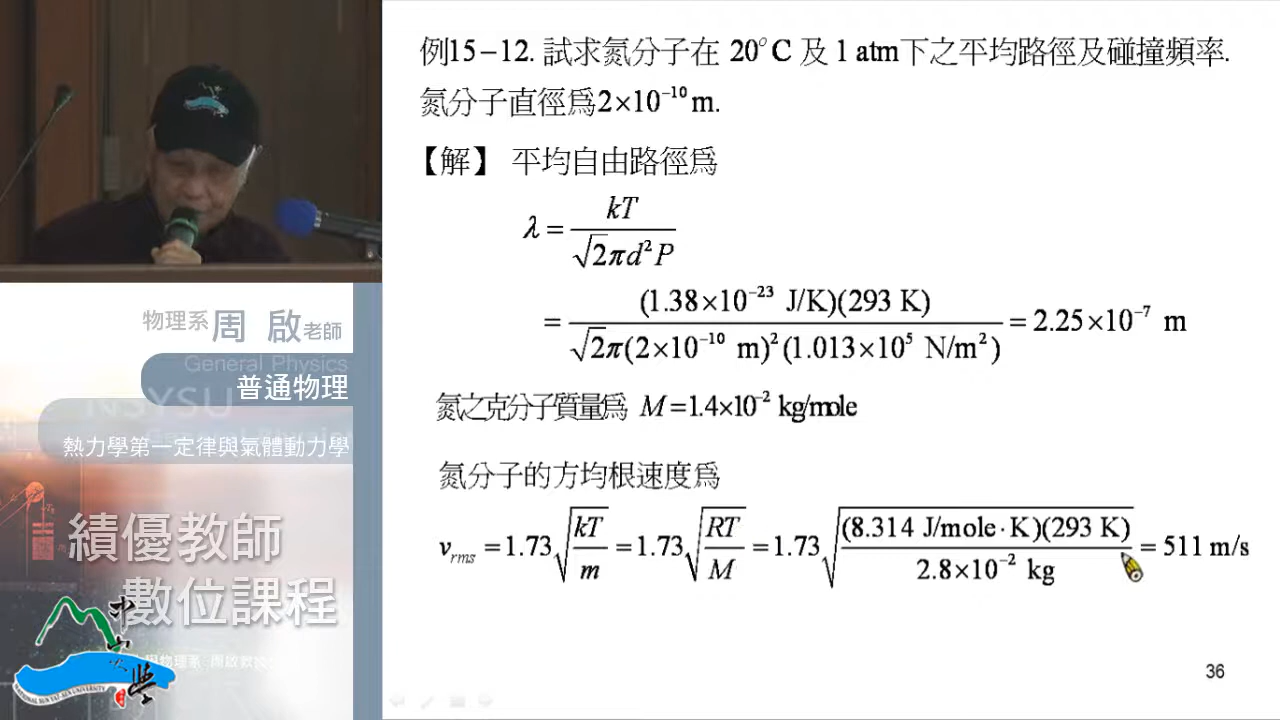 例15-12. 試求氮分子在 20°C 及 1 atm下之平均路徑及碰撞頻率.
氮分子直徑爲2×10⁻¹⁰ m.
【解】 平均自由路徑爲
λ = kT / √2πd²P
= (1.38×10⁻²³ J/K)(293 K) / √2π(2×10⁻¹⁰ m)²(1.013×10⁵ N/m²) = 2.25×10⁻⁷ m
氮之克分子質量爲 M = 1.4×10⁻² kg/mole
氮分子的方均根速度爲
v_rms = 1.73√(kT/m) = 1.73√(RT/M) = 1.73√((8.314 J/mole·K)(293 K) / 2.8×10⁻² kg) = 511 m/s
36
物理系周 啟老師
General Physics
普通物理
NSYSU
熱力學第一定律與氣體動力學
績優教師
數位課程